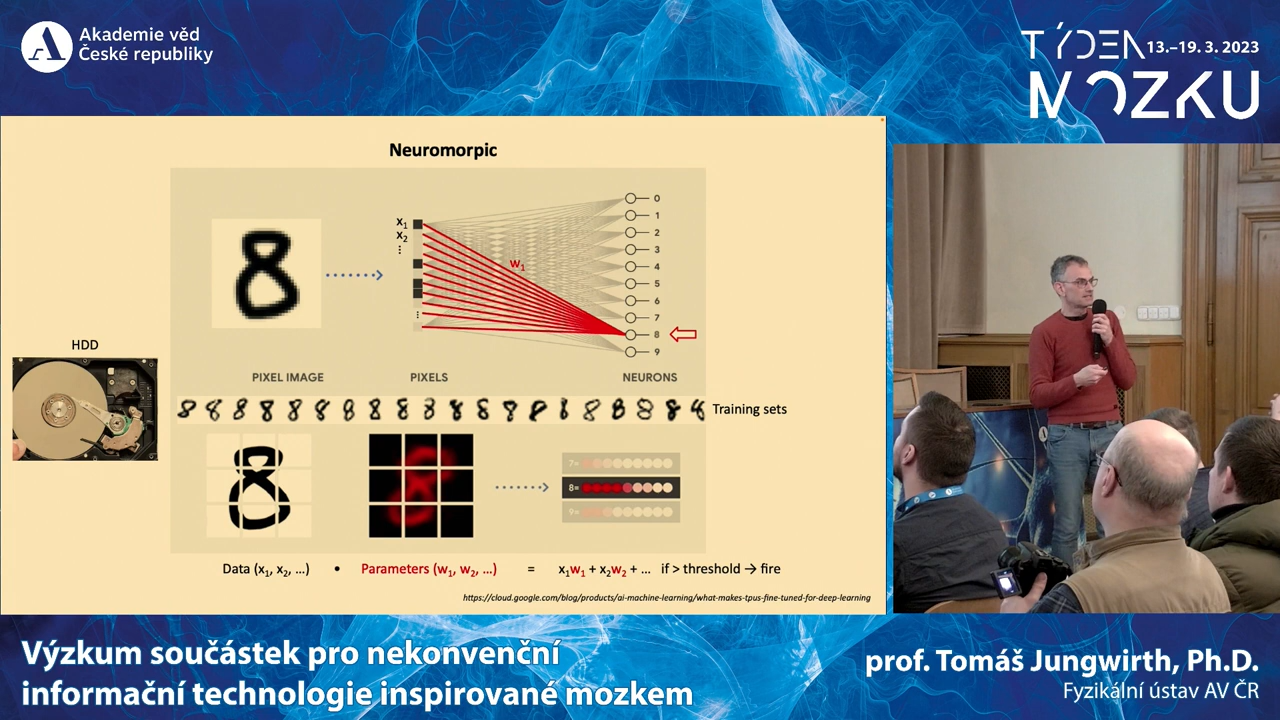 Akademie věd
České republiky
TÝDEN 13.–19. 3. 2023
MOZKU
Neuromorpic
x1
x2
⋮
w1
0
1
2
3
4
5
6
7
8
9
⋮
HDD
PIXEL IMAGE PIXELS NEURONS
Training sets
7=
8=
9=
Data (x1, x2, ...) • Parameters (w1, w2, ...) = x1w1 + x2w2 + ... if > threshold → fire
https://cloud.google.com/blog/products/ai-machine-learning/what-makes-tpus-fine-tuned-for-deep-learning
Výzkum součástek pro nekonvenční
informační technologie inspirované mozkem
prof. Tomáš Jungwirth, Ph.D.
Fyzikální ústav AV ČR